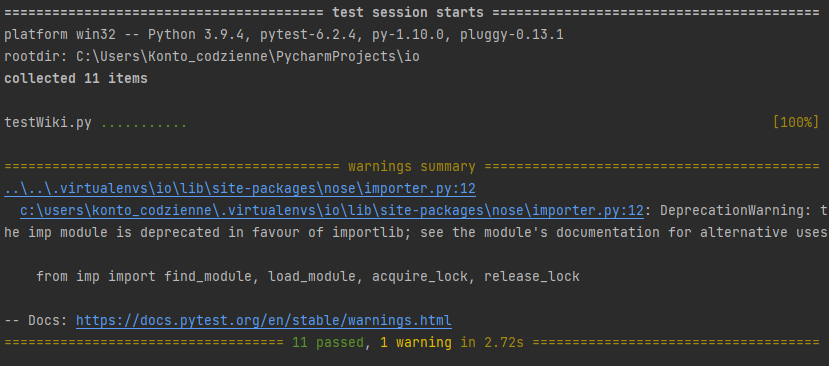 ======================================== test session starts =========================================
platform win32 -- Python 3.9.4, pytest-6.2.4, py-1.10.0, pluggy-0.13.1
rootdir: C:\Users\Konto_codzienne\PycharmProjects\io
collected 11 items
testWiki.py ........... [100%]
========================================== warnings summary ==========================================
..\..\.virtualenvs\io\lib\site-packages\nose\importer.py:12
c:\users\konto_codzienne\.virtualenvs\io\lib\site-packages\nose\importer.py:12: DeprecationWarning: t
he imp module is deprecated in favour of importlib; see the module's documentation for alternative uses
from imp import find_module, load_module, acquire_lock, release_lock
-- Docs: https://docs.pytest.org/en/stable/warnings.html
=================================== 11 passed, 1 warning in 2.72s ====================================